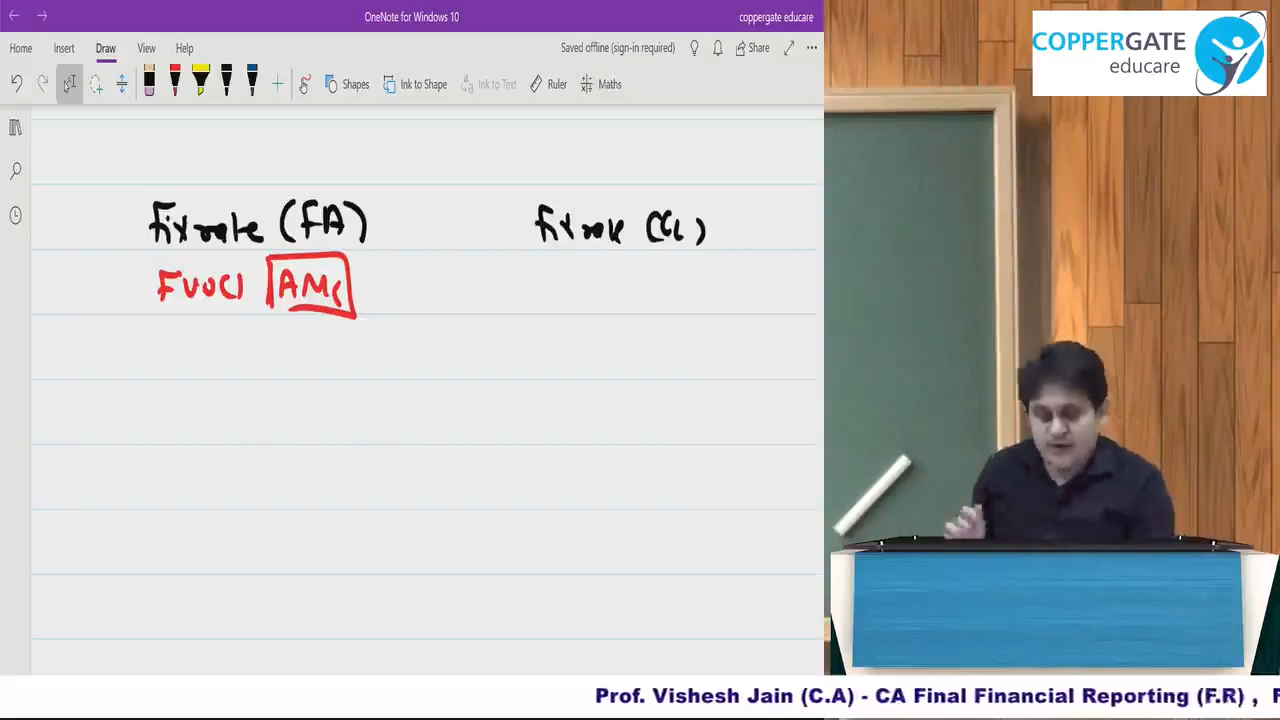 OneNote for Windows 10
coppergate educare
Home Insert Draw View Help
Saved offline (sign-in required)
Share
Shapes
Ink to Shape
Ink to Text
Ruler
Maths
COPPERGATE
educare
Fix rate (FA)
Fix rate
FVOCI AMC
Prof. Vishesh Jain (C.A) - CA Final Financial Reporting (F.R) , F